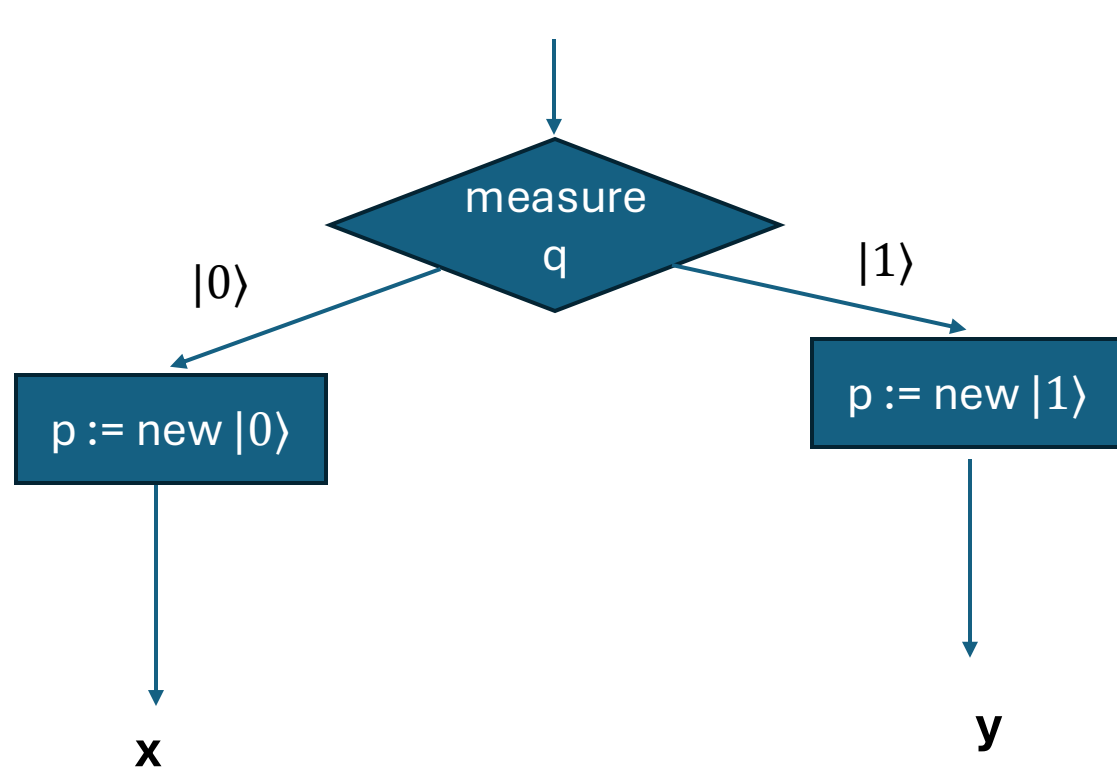 measure
q
|0⟩
|1⟩
p := new |0⟩
p := new |1⟩
x
y